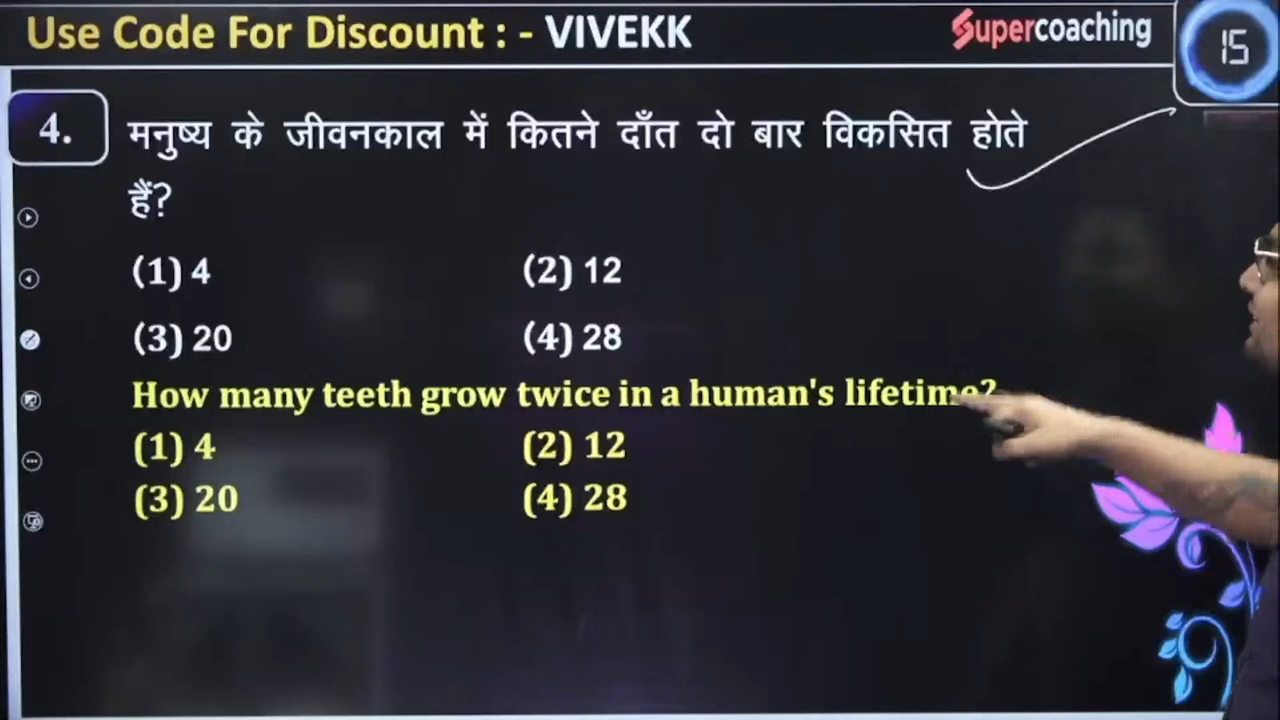 Use Code For Discount : - VIVEKK
Supercoaching
15
4.
मनुष्य के जीवनकाल में कितने दाँत दो बार विकसित होते
हैं?
(1) 4 (2) 12
(3) 20 (4) 28
How many teeth grow twice in a human's lifetime?
(1) 4 (2) 12
(3) 20 (4) 28